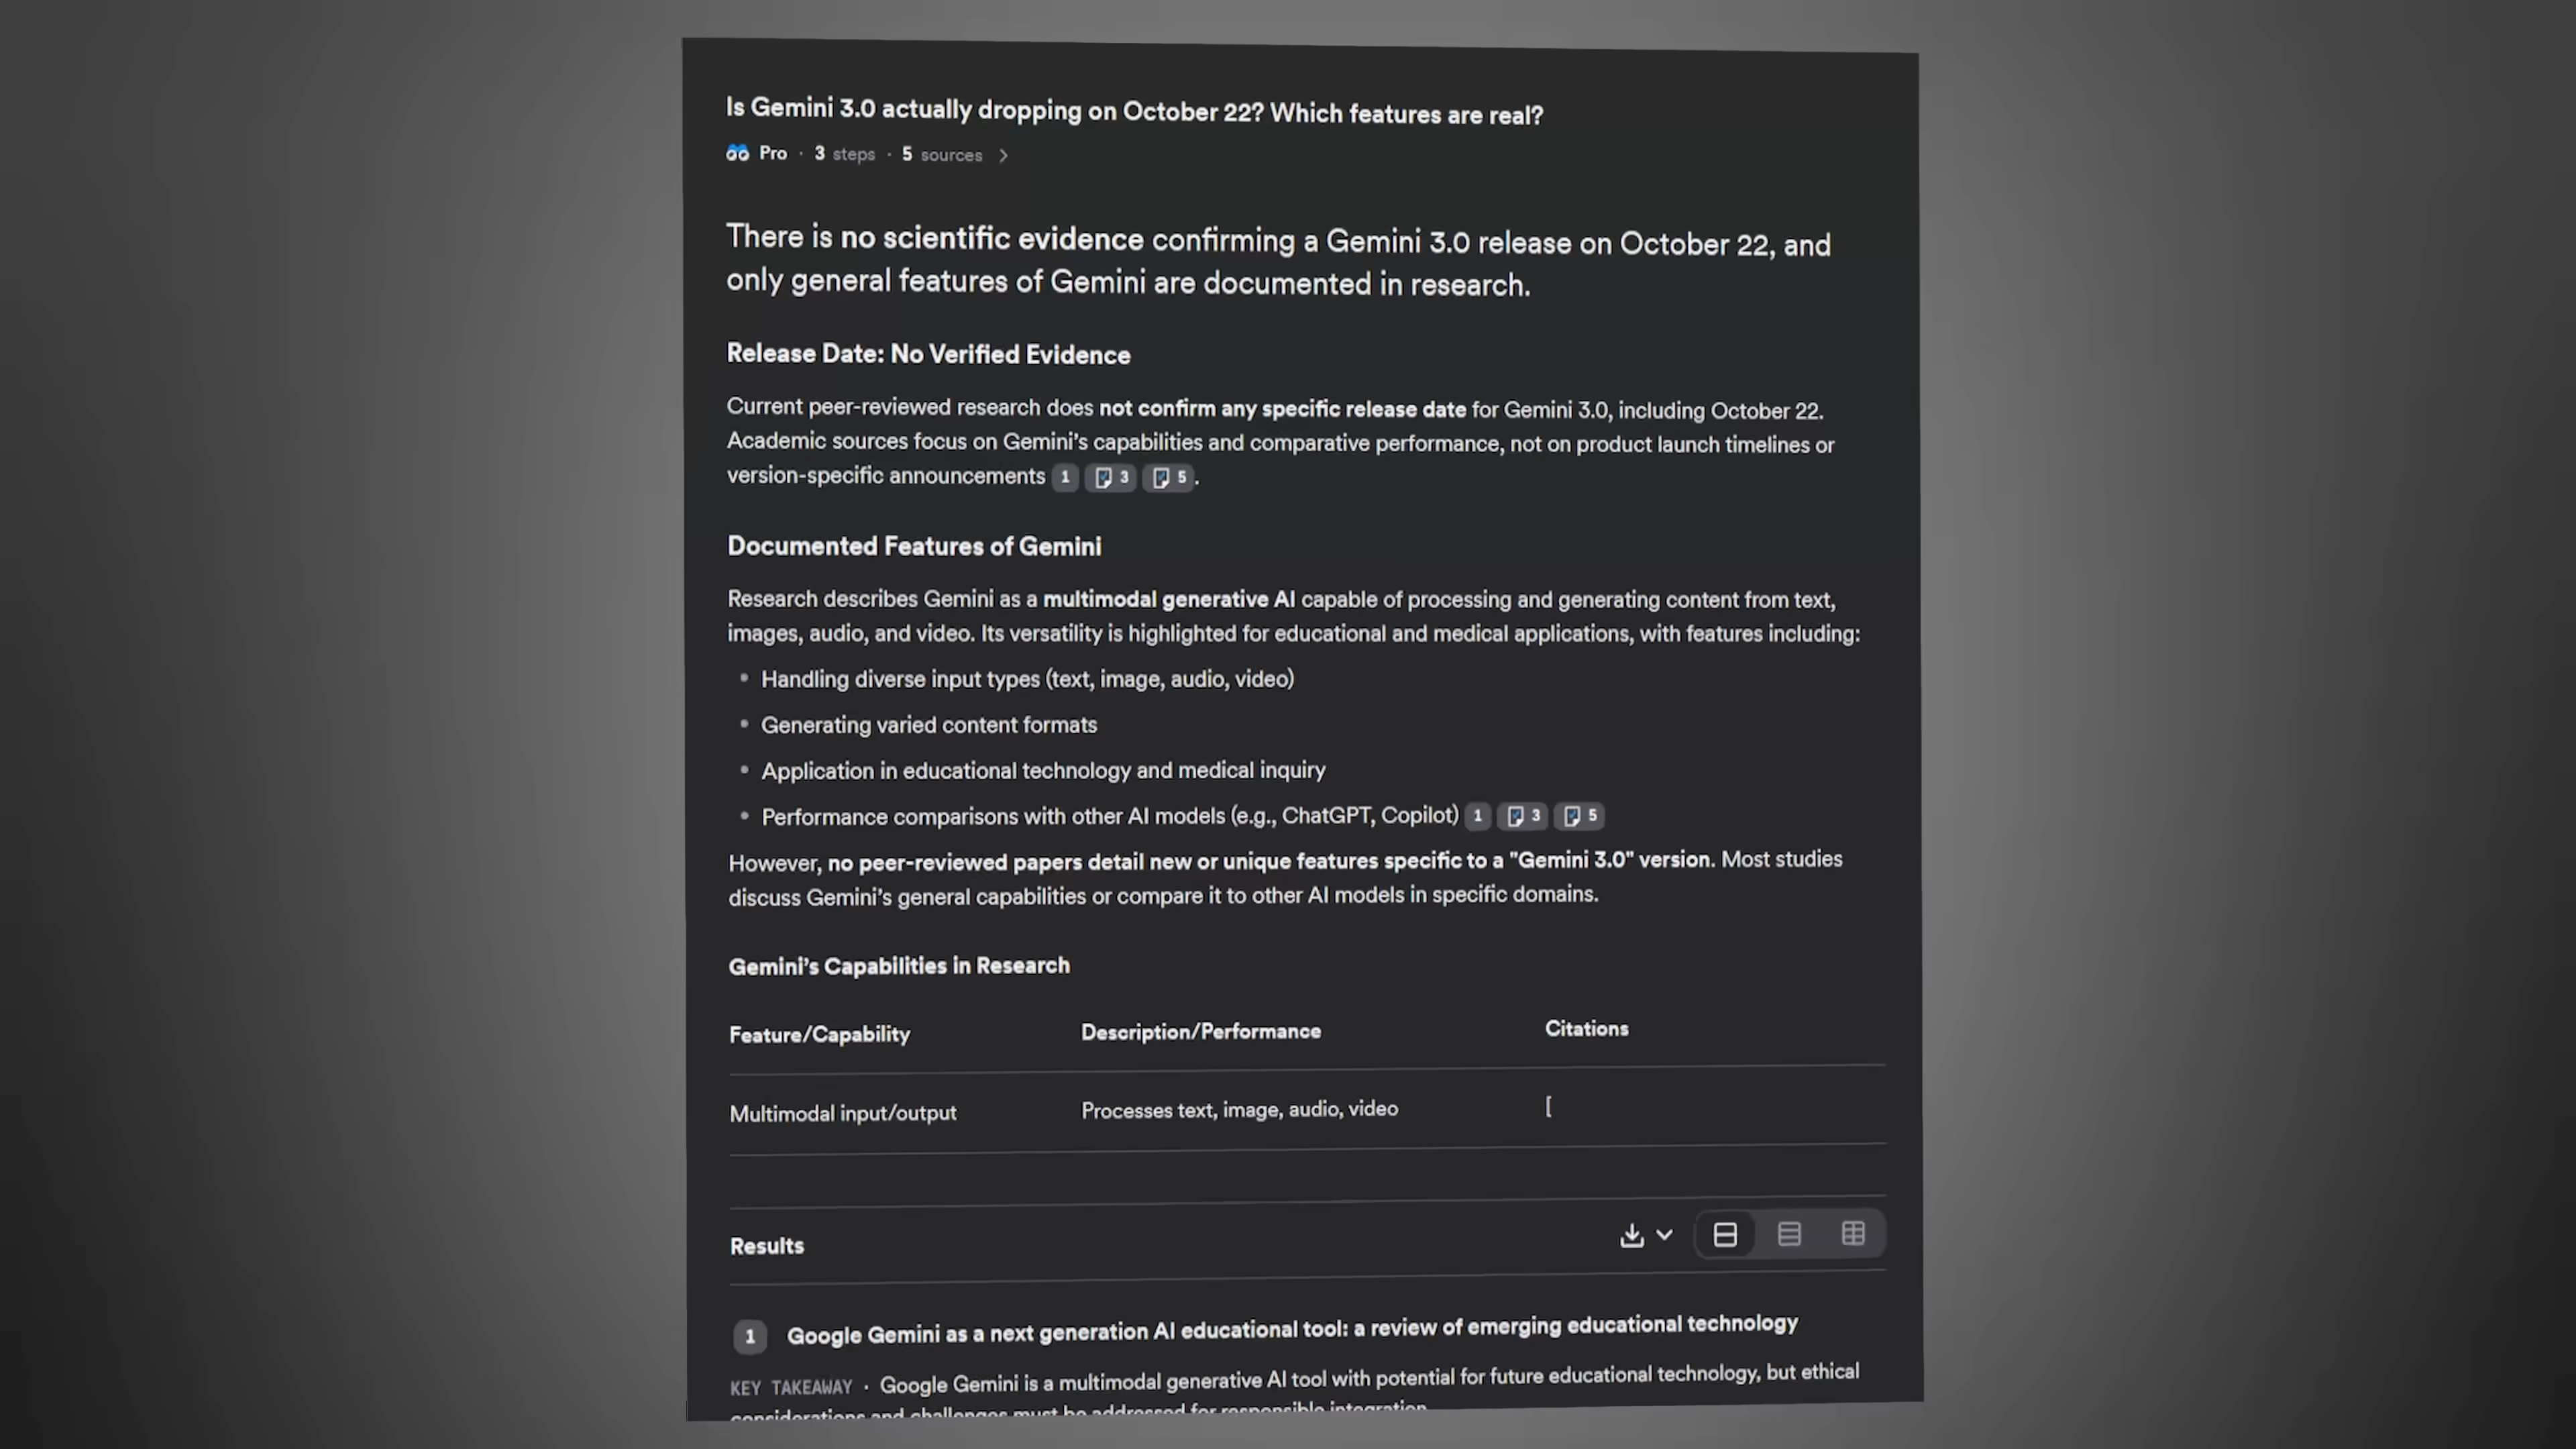 Is Gemini 3.0 actually dropping on October 22? Which features are real?
Pro · 3 steps · 5 sources >
There is no scientific evidence confirming a Gemini 3.0 release on October 22, and
only general features of Gemini are documented in research.
Release Date: No Verified Evidence
Current peer-reviewed research does not confirm any specific release date for Gemini 3.0, including October 22.
Academic sources focus on Gemini's capabilities and comparative performance, not on product launch timelines or
version-specific announcements 1 3 5.
Documented Features of Gemini
Research describes Gemini as a multimodal generative AI capable of processing and generating content from text,
images, audio, and video. Its versatility is highlighted for educational and medical applications, with features including:
• Handling diverse input types (text, image, audio, video)
• Generating varied content formats
• Application in educational technology and medical inquiry
• Performance comparisons with other AI models (e.g., ChatGPT, Copilot) 1 3 5
However, no peer-reviewed papers detail new or unique features specific to a "Gemini 3.0" version. Most studies
discuss Gemini's general capabilities or compare it to other AI models in specific domains.
Gemini's Capabilities in Research
Feature/Capability Description/Performance Citations
Multimodal input/output Processes text, image, audio, video [
Results
1 Google Gemini as a next generation AI educational tool: a review of emerging educational technology
KEY TAKEAWAY · Google Gemini is a multimodal generative AI tool with potential for future educational technology, but ethical
considerations and challenges must be addressed for responsible integration.